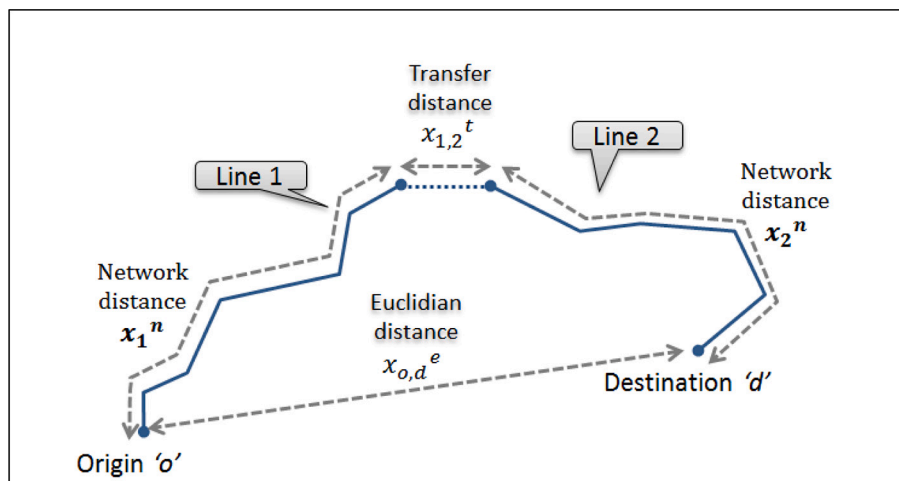 Transfer
distance
x₁,₂ᵗ
Line 1
Line 2
Network
distance
x₂ⁿ
Network
distance
x₁ⁿ
Euclidian
distance
xₒ,dᵉ
Destination ‘d’
Origin ‘o’